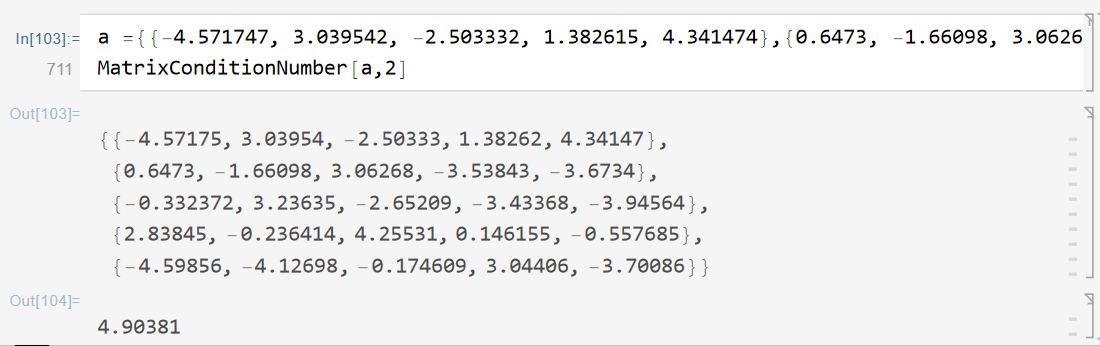 In[103]:= a ={{-4.571747, 3.039542, -2.503332, 1.382615, 4.341474},{0.6473, -1.66098, 3.0626
711 MatrixConditionNumber[a,2]
Out[103]=
{{-4.57175, 3.03954, -2.50333, 1.38262, 4.34147},
{0.6473, -1.66098, 3.06268, -3.53843, -3.6734},
{-0.332372, 3.23635, -2.65209, -3.43368, -3.94564},
{2.83845, -0.236414, 4.25531, 0.146155, -0.557685},
{-4.59856, -4.12698, -0.174609, 3.04406, -3.70086}}
Out[104]=
4.90381